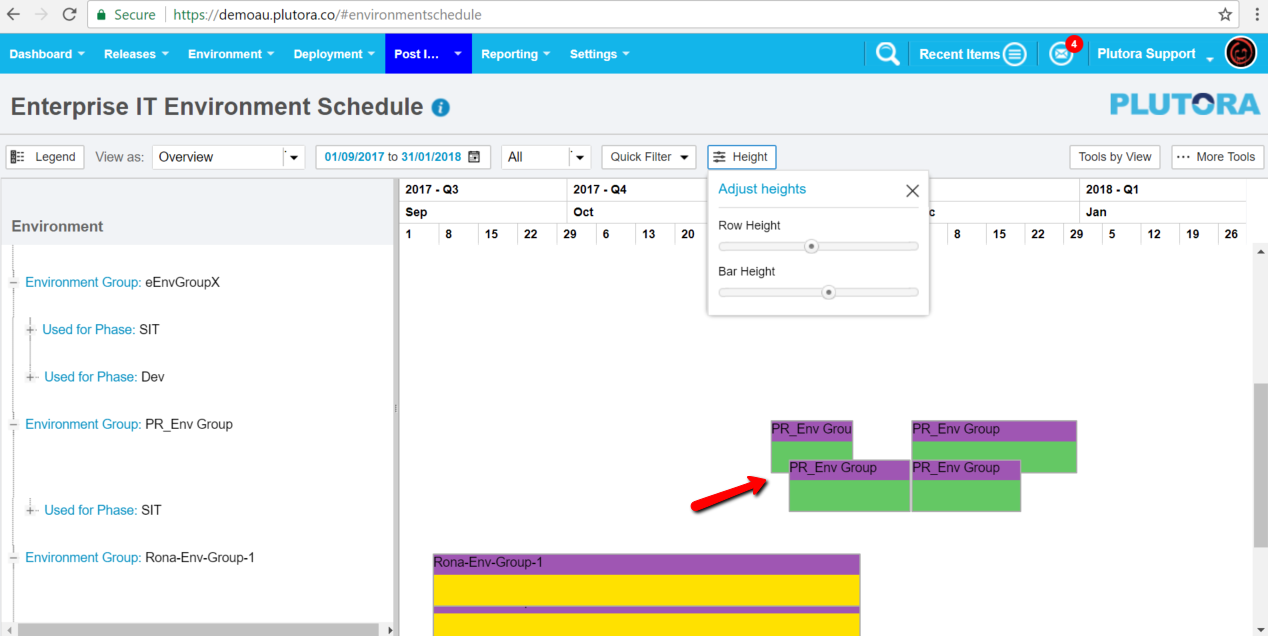 Secure https://demoau.plutora.co/#environmentschedule
Dashboard Releases Environment Deployment Post I... Reporting Settings Recent Items 4 Plutora Support
Enterprise IT Environment Schedule i PLUTORA
Legend View as: Overview 01/09/2017 to 31/01/2018 All Quick Filter Height Tools by View ... More Tools
2017 - Q3 2017 - Q4 2018 - Q1
Sep Oct c Jan
1 8 15 22 29 6 13 20 8 15 22 29 5 12 19 26
Adjust heights
Row Height
Bar Height
Environment
Environment Group: eEnvGroupX
Used for Phase: SIT
Used for Phase: Dev
Environment Group: PR_Env Group
PR_Env Grou PR_Env Group
PR_Env Group PR_Env Group
Used for Phase: SIT
Environment Group: Rona-Env-Group-1
Rona-Env-Group-1